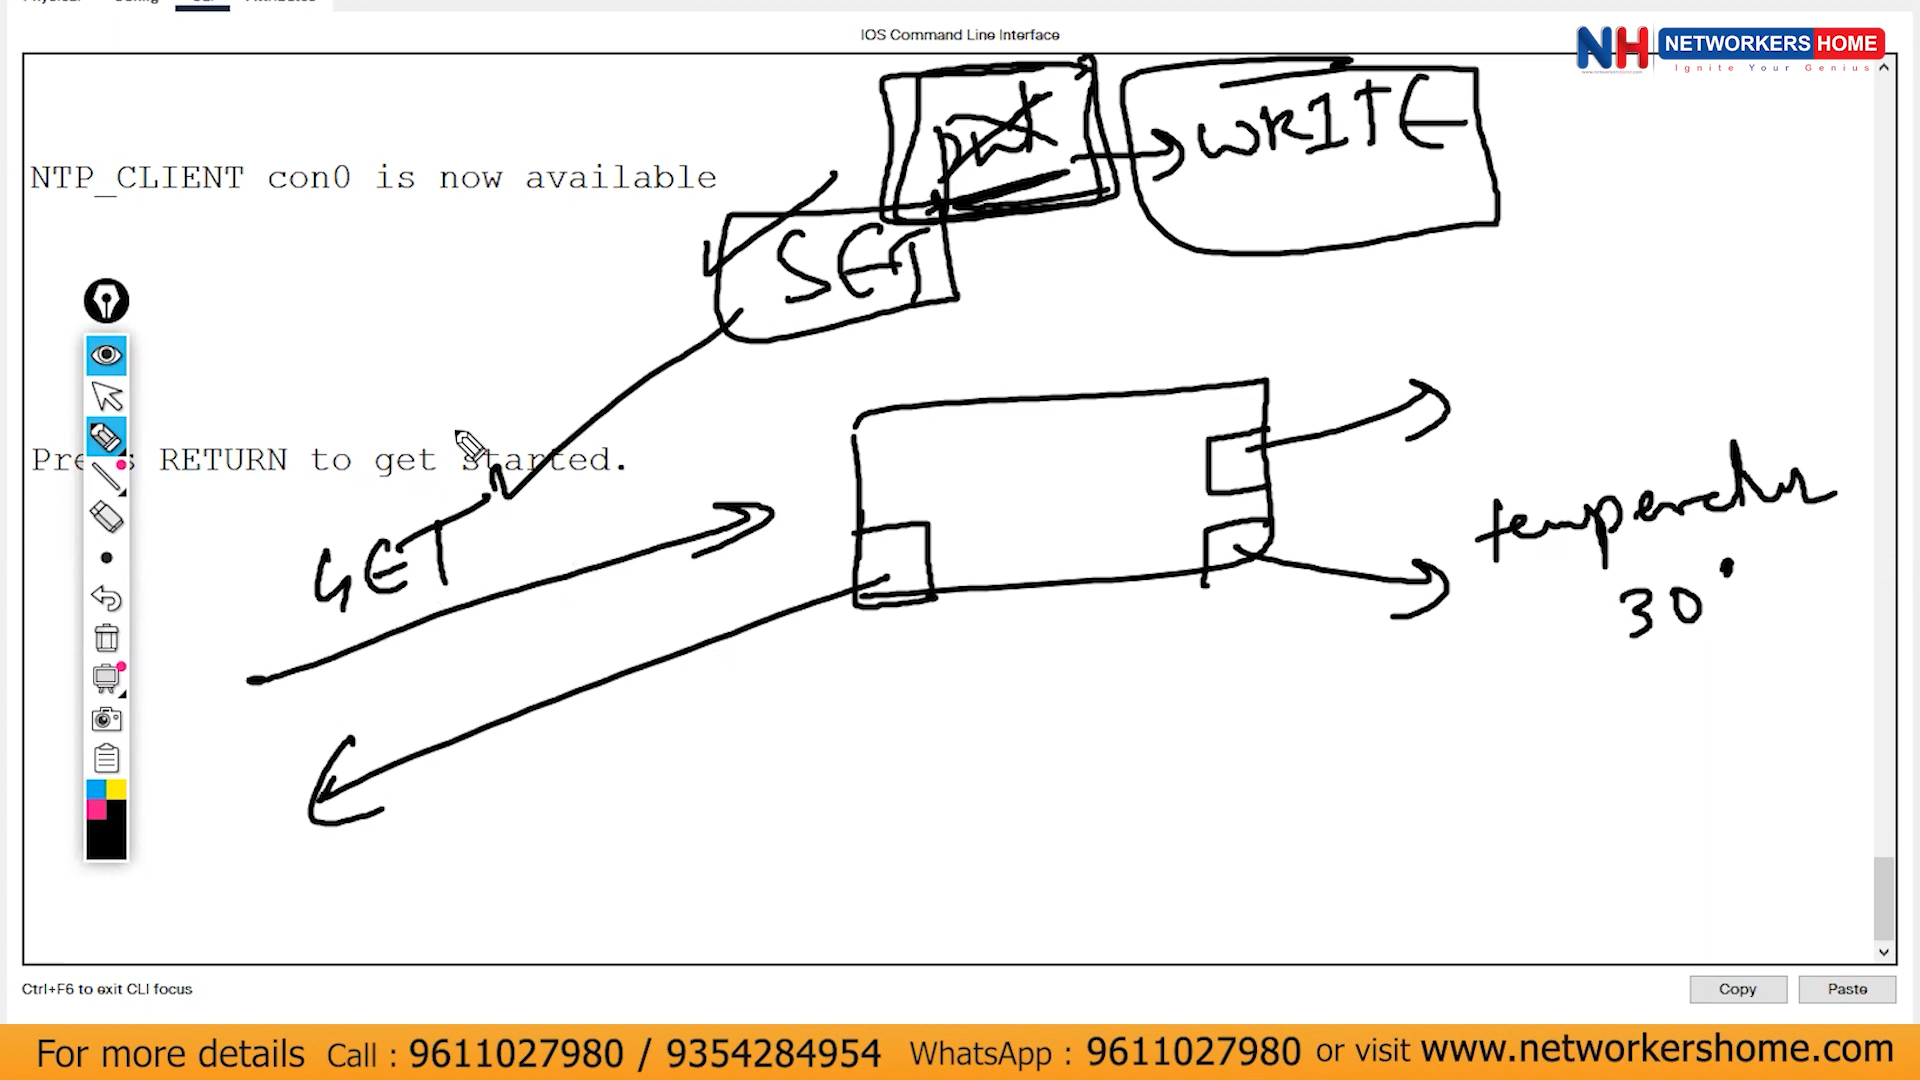 IOS Command Line Interface
NH NETWORKERS HOME
Ignite Your Genius
WRITE
NTP_CLIENT con0 is now available
SET
Press RETURN to get started.
GET
30°
Ctrl+F6 to exit CLI focus
Copy Paste
For more details Call : 9611027980 / 9354284954 WhatsApp : 9611027980 or visit www.networkershome.com